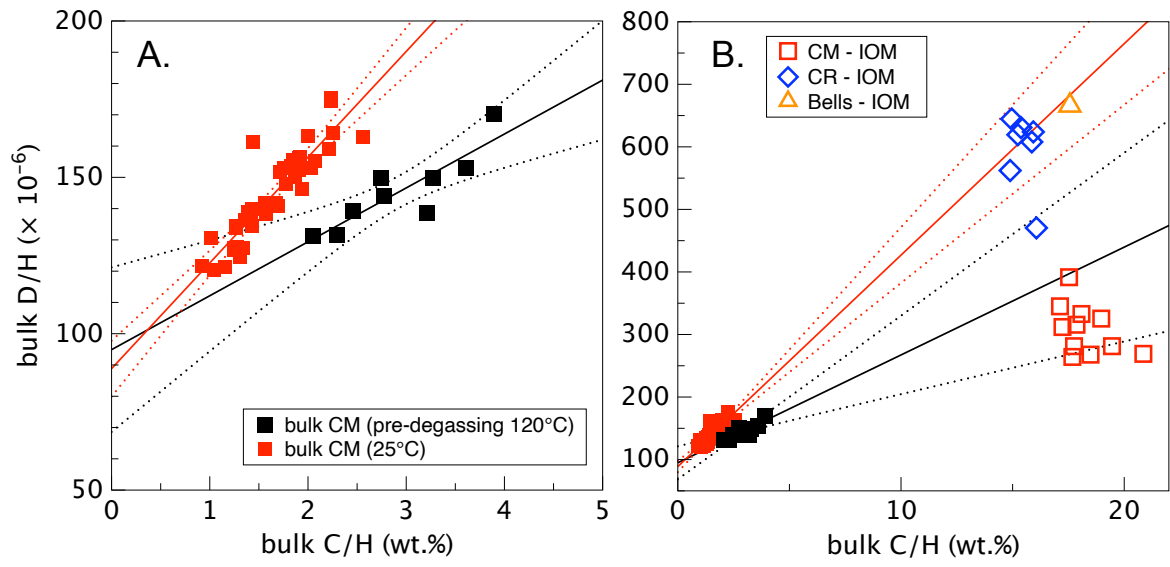 A.
bulk D/H (× 10⁻⁶)
200
150
100
50
0
1
2
3
4
5
bulk C/H (wt.%)
bulk CM (pre-degassing 120°C)
bulk CM (25°C)
B.
CM - IOM
CR - IOM
Bells - IOM
800
700
600
500
400
300
200
100
0
10
20
bulk C/H (wt.%)